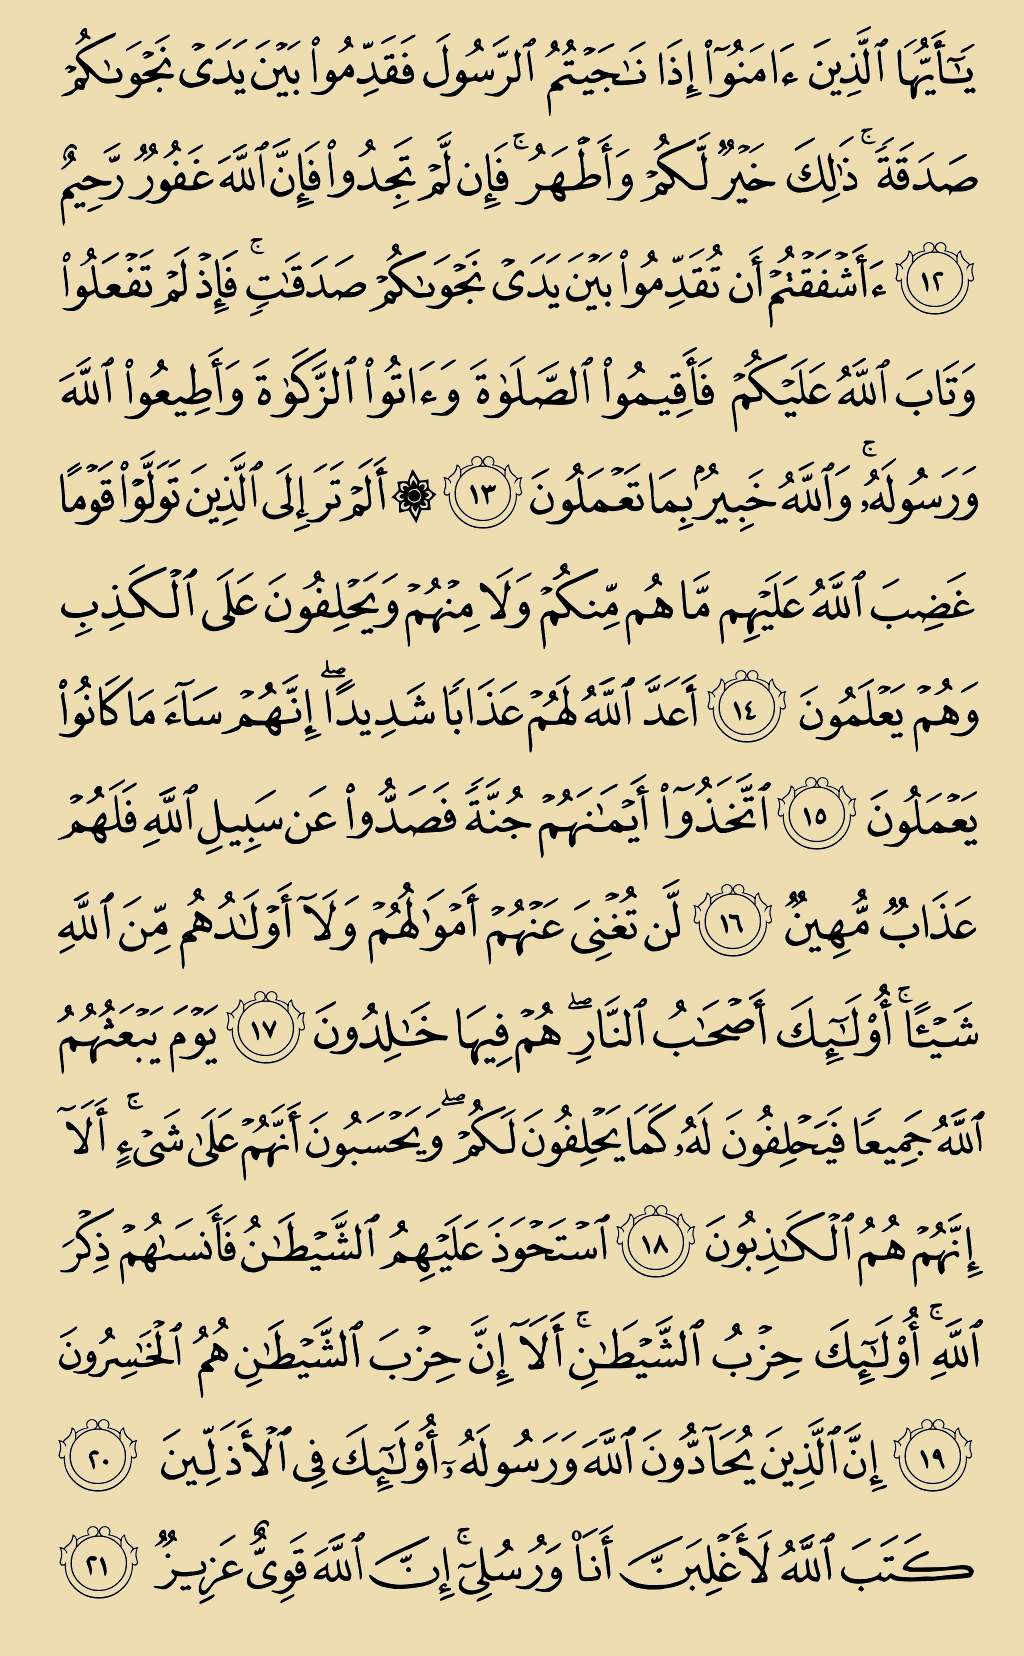 يَـٰٓأَيُّهَا ٱلَّذِينَ ءَامَنُوٓا۟ إِذَا نَـٰجَيْتُمُ ٱلرَّسُولَ فَقَدِّمُوا۟ بَيْنَ يَدَىْ نَجْوَىٰكُمْ
صَدَقَةً ۚ ذَٰلِكَ خَيْرٌ لَّكُمْ وَأَطْهَرُ ۚ فَإِن لَّمْ تَجِدُوا۟ فَإِنَّ ٱللَّهَ غَفُورٌ رَّحِيمٌ
١٢ ءَأَشْفَقْتُمْ أَن تُقَدِّمُوا۟ بَيْنَ يَدَىْ نَجْوَىٰكُمْ صَدَقَـٰتٍ ۚ فَإِذْ لَمْ تَفْعَلُوا۟
وَتَابَ ٱللَّهُ عَلَيْكُمْ فَأَقِيمُوا۟ ٱلصَّلَوٰةَ وَءَاتُوا۟ ٱلزَّكَوٰةَ وَأَطِيعُوا۟ ٱللَّهَ
وَرَسُولَهُۥ ۚ وَٱللَّهُ خَبِيرٌۢ بِمَا تَعْمَلُونَ ١٣ ۞ أَلَمْ تَرَ إِلَى ٱلَّذِينَ تَوَلَّوْا۟ قَوْمًا
غَضِبَ ٱللَّهُ عَلَيْهِم مَّا هُم مِّنكُمْ وَلَا مِنْهُمْ وَيَحْلِفُونَ عَلَى ٱلْكَذِبِ
وَهُمْ يَعْلَمُونَ ١٤ أَعَدَّ ٱللَّهُ لَهُمْ عَذَابًا شَدِيدًا ۖ إِنَّهُمْ سَآءَ مَا كَانُوا۟
يَعْمَلُونَ ١٥ ٱتَّخَذُوٓا۟ أَيْمَـٰنَهُمْ جُنَّةً فَصَدُّوا۟ عَن سَبِيلِ ٱللَّهِ فَلَهُمْ
عَذَابٌ مُّهِينٌ ١٦ لَّن تُغْنِىَ عَنْهُمْ أَمْوَٰلُهُمْ وَلَآ أَوْلَـٰدُهُم مِّنَ ٱللَّهِ
شَيْـًٔا ۚ أُو۟لَـٰٓئِكَ أَصْحَـٰبُ ٱلنَّارِ ۖ هُمْ فِيهَا خَـٰلِدُونَ ١٧ يَوْمَ يَبْعَثُهُمُ
ٱللَّهُ جَمِيعًا فَيَحْلِفُونَ لَهُۥ كَمَا يَحْلِفُونَ لَكُمْ ۖ وَيَحْسَبُونَ أَنَّهُمْ عَلَىٰ شَىْءٍ ۚ أَلَآ
إِنَّهُمْ هُمُ ٱلْكَـٰذِبُونَ ١٨ ٱسْتَحْوَذَ عَلَيْهِمُ ٱلشَّيْطَـٰنُ فَأَنسَىٰهُمْ ذِكْرَ
ٱللَّهِ ۚ أُو۟لَـٰٓئِكَ حِزْبُ ٱلشَّيْطَـٰنِ ۚ أَلَآ إِنَّ حِزْبَ ٱلشَّيْطَـٰنِ هُمُ ٱلْخَـٰسِرُونَ
١٩ إِنَّ ٱلَّذِينَ يُحَآدُّونَ ٱللَّهَ وَرَسُولَهُۥٓ أُو۟لَـٰٓئِكَ فِى ٱلْأَذَلِّينَ ٢٠
كَتَبَ ٱللَّهُ لَأَغْلِبَنَّ أَنَا۠ وَرُسُلِىٓ ۚ إِنَّ ٱللَّهَ قَوِىٌّ عَزِيزٌ ٢١